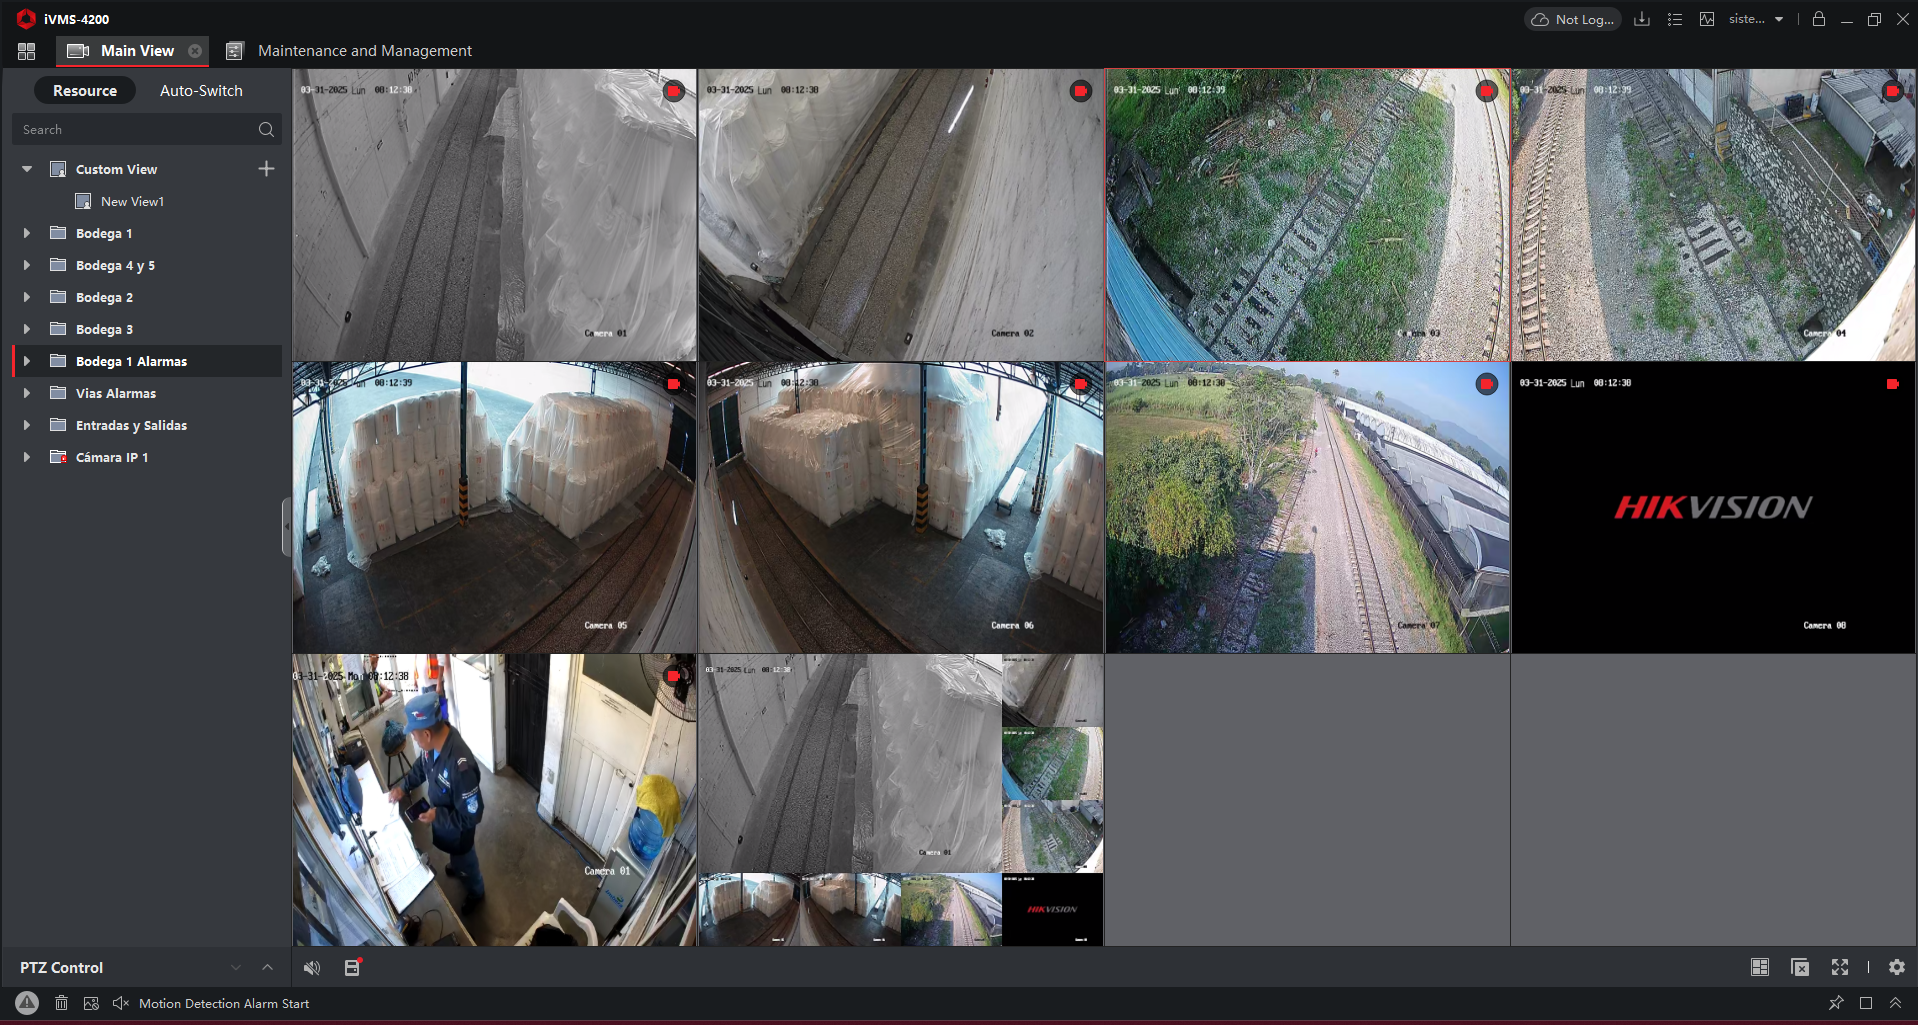 iVMS-4200
Not Log...
siste...
Main View
Maintenance and Management
Resource
Auto-Switch
Search
Custom View
New View1
Bodega 1
Bodega 4 y 5
Bodega 2
Bodega 3
Bodega 1 Alarmas
Vias Alarmas
Entradas y Salidas
Cámara IP 1
03-31-2025 Lun 08:12:38
Camera 01
03-31-2025 Lun 08:12:38
Camera 02
03-31-2025 Lun 08:12:39
Camera 03
03-31-2025 Lun 08:12:39
Camera 04
03-31-2025 Lun 08:12:39
Camera 05
03-31-2025 Lun 08:12:38
Camera 06
03-31-2025 Lun 08:12:38
Camera 07
03-31-2025 Lun 08:12:38
HIKVISION
Camera 08
03-31-2025 Mo 08:12:38
Camera 01
03-31-2025 Lun 08:12:38
Camera 01
HIKVISION
PTZ Control
Motion Detection Alarm Start